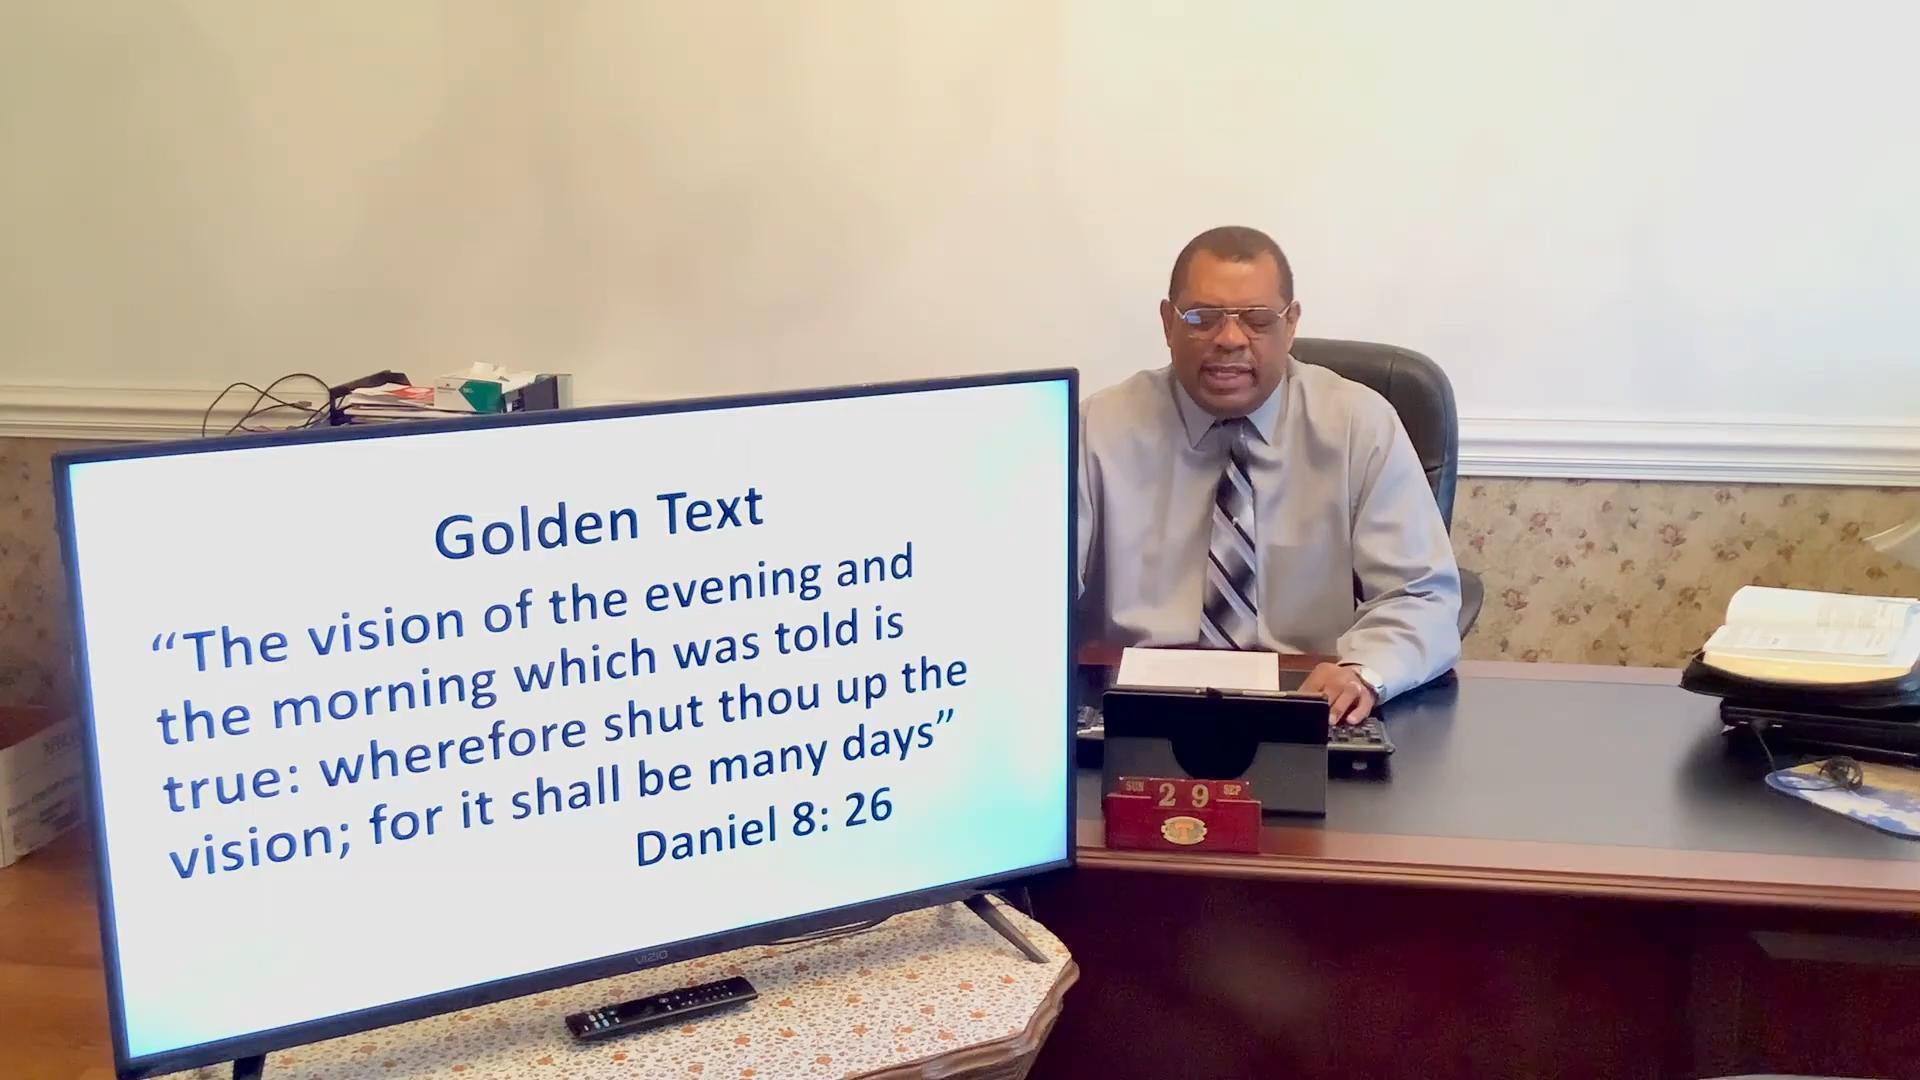 Golden Text
“The vision of the evening and
the morning which was told is
true: wherefore shut thou up the
vision; for it shall be many days”
Daniel 8: 26
VIZIO
SUN 29 SEP
T